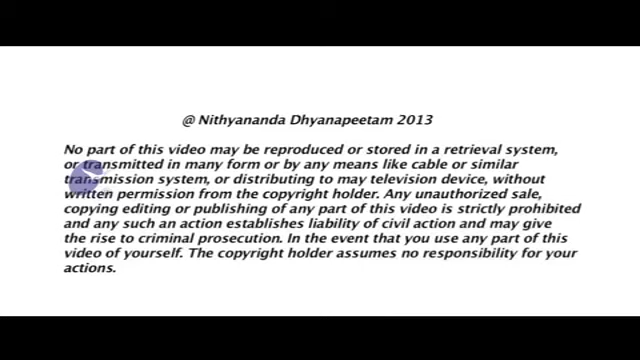 @ Nithyananda Dhyanapeetam 2013
No part of this video may be reproduced or stored in a retrieval system,
or transmitted in many form or by any means like cable or similar
transmission system, or distributing to may television device, without
written permission from the copyright holder. Any unauthorized sale,
copying editing or publishing of any part of this video is strictly prohibited
and any such an action establishes liability of civil action and may give
the rise to criminal prosecution. In the event that you use any part of this
video of yourself. The copyright holder assumes no responsibility for your
actions.